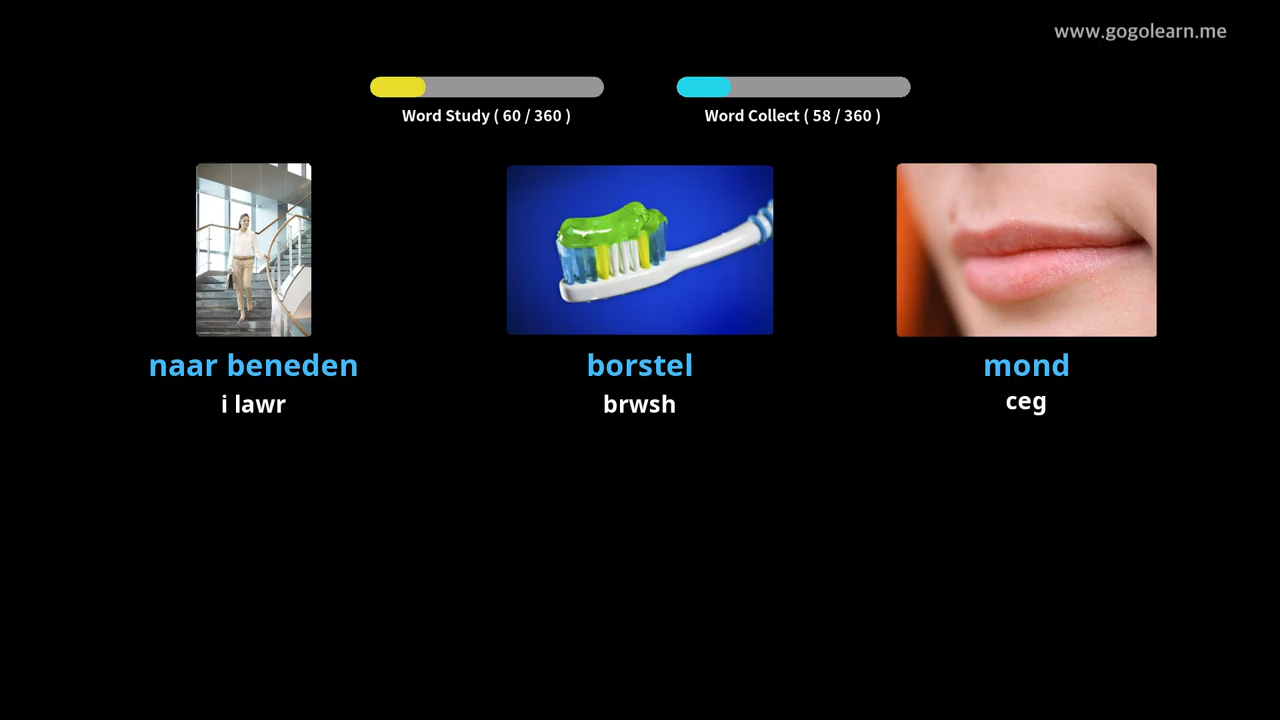 www.gogolearn.me
Word Study ( 60 / 360 )
Word Collect ( 58 / 360 )
naar beneden
i lawr
borstel
brwsh
mond
ceg